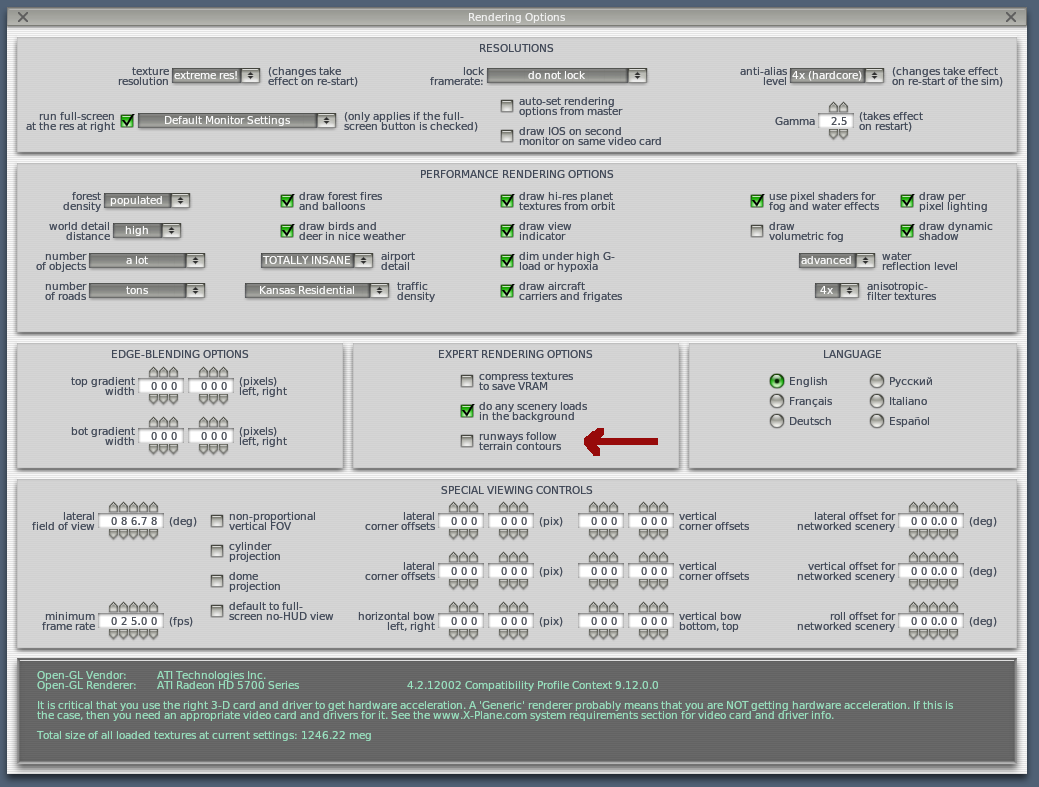 Rendering Options
RESOLUTIONS
texture
resolution
extreme res!
(changes take
effect on re-start)
lock
framerate:
do not lock
anti-alias
level
4x (hardcore)
(changes take effect
on re-start of the sim)
run full-screen
at the res at right
Default Monitor Settings
(only applies if the full-
screen button is checked)
auto-set rendering
options from master
draw IOS on second
monitor on same video card
Gamma
2.5
(takes effect
on restart)
PERFORMANCE RENDERING OPTIONS
forest
density
populated
draw forest fires
and balloons
draw hi-res planet
textures from orbit
use pixel shaders for
fog and water effects
draw per
pixel lighting
world detail
distance
high
draw birds and
deer in nice weather
draw view
indicator
draw
volumetric fog
draw dynamic
shadow
number
of objects
a lot
TOTALLY INSANE
airport
detail
dim under high G-
load or hypoxia
advanced
water
reflection level
number
of roads
tons
Kansas Residential
traffic
density
draw aircraft
carriers and frigates
4x
anisotropic-
filter textures
EDGE-BLENDING OPTIONS
top gradient
width
0 0 0
0 0 0
(pixels)
left, right
bot gradient
width
0 0 0
0 0 0
(pixels)
left, right
EXPERT RENDERING OPTIONS
compress textures
to save VRAM
do any scenery loads
in the background
runways follow
terrain contours
LANGUAGE
English
Русский
Français
Italiano
Deutsch
Español
SPECIAL VIEWING CONTROLS
lateral
field of view
0 8 6.7 8
(deg)
non-proportional
vertical FOV
cylinder
projection
dome
projection
default to full-
screen no-HUD view
minimum
frame rate
0 2 5.0 0
(fps)
lateral
corner offsets
0 0 0
0 0 0
(pix)
0 0 0
0 0 0
vertical
corner offsets
lateral offset for
networked scenery
0 0 0.0 0
(deg)
lateral
corner offsets
0 0 0
0 0 0
(pix)
0 0 0
0 0 0
vertical
corner offsets
vertical offset for
networked scenery
0 0 0.0 0
(deg)
horizontal bow
left, right
0 0 0
0 0 0
(pix)
0 0 0
0 0 0
vertical bow
bottom, top
roll offset for
networked scenery
0 0 0.0 0
(deg)
Open-GL Vendor: ATI Technologies Inc.
Open-GL Renderer: ATI Radeon HD 5700 Series 4.2.12002 Compatibility Profile Context 9.12.0.0
It is critical that you use the right 3-D card and driver to get hardware acceleration. A 'Generic' renderer probably means that you are NOT getting hardware acceleration. If this is
the case, then you need an appropriate video card and drivers for it. See the www.X-Plane.com system requirements section for video card and driver info.
Total size of all loaded textures at current settings: 1246.22 meg